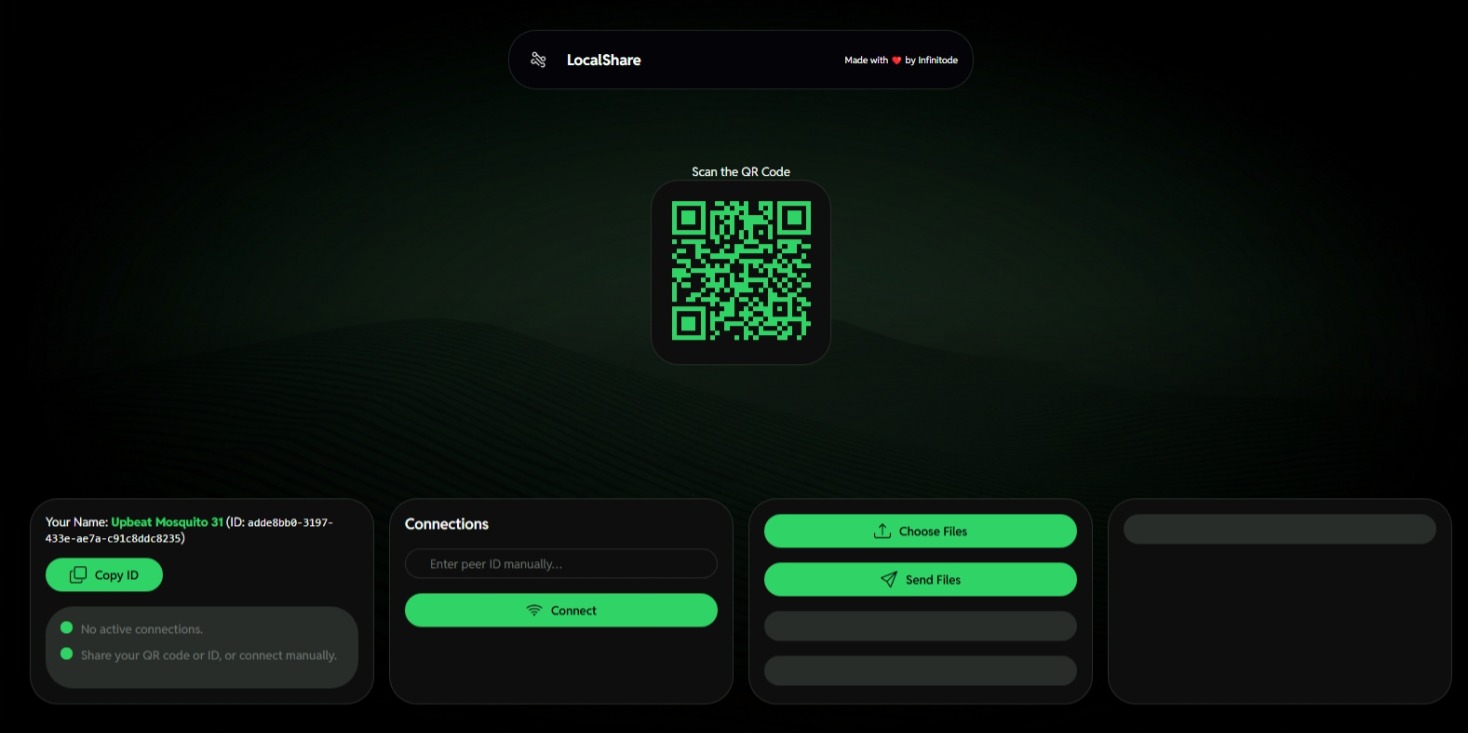 LocalShare
Made with ❤️ by Infinitode
Scan the QR Code
Your Name: Upbeat Mosquito 31 (ID: adde8bb0-3197-
433e-ae7a-c91c8ddc8235)
Copy ID
No active connections.
Share your QR code or ID, or connect manually.
Connections
Enter peer ID manually...
Connect
Choose Files
Send Files